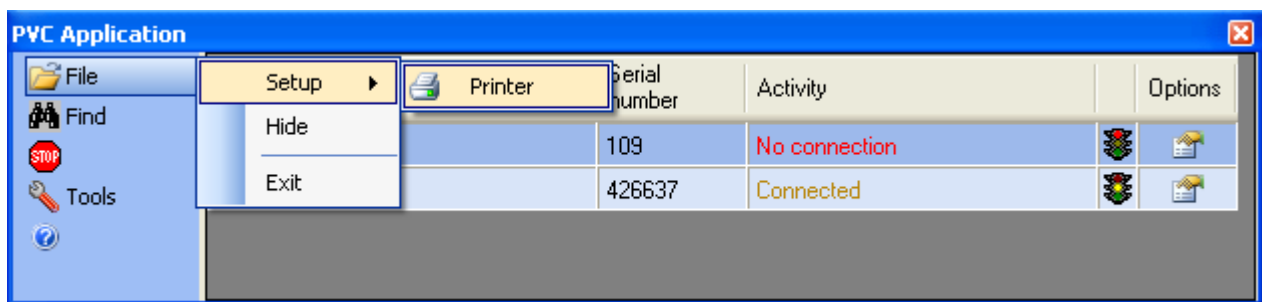 PVC Application
File
Setup
Printer
Serial
number
Activity
Options
Find
Hide
109
No connection
STOP
Exit
Tools
426637
Connected
?